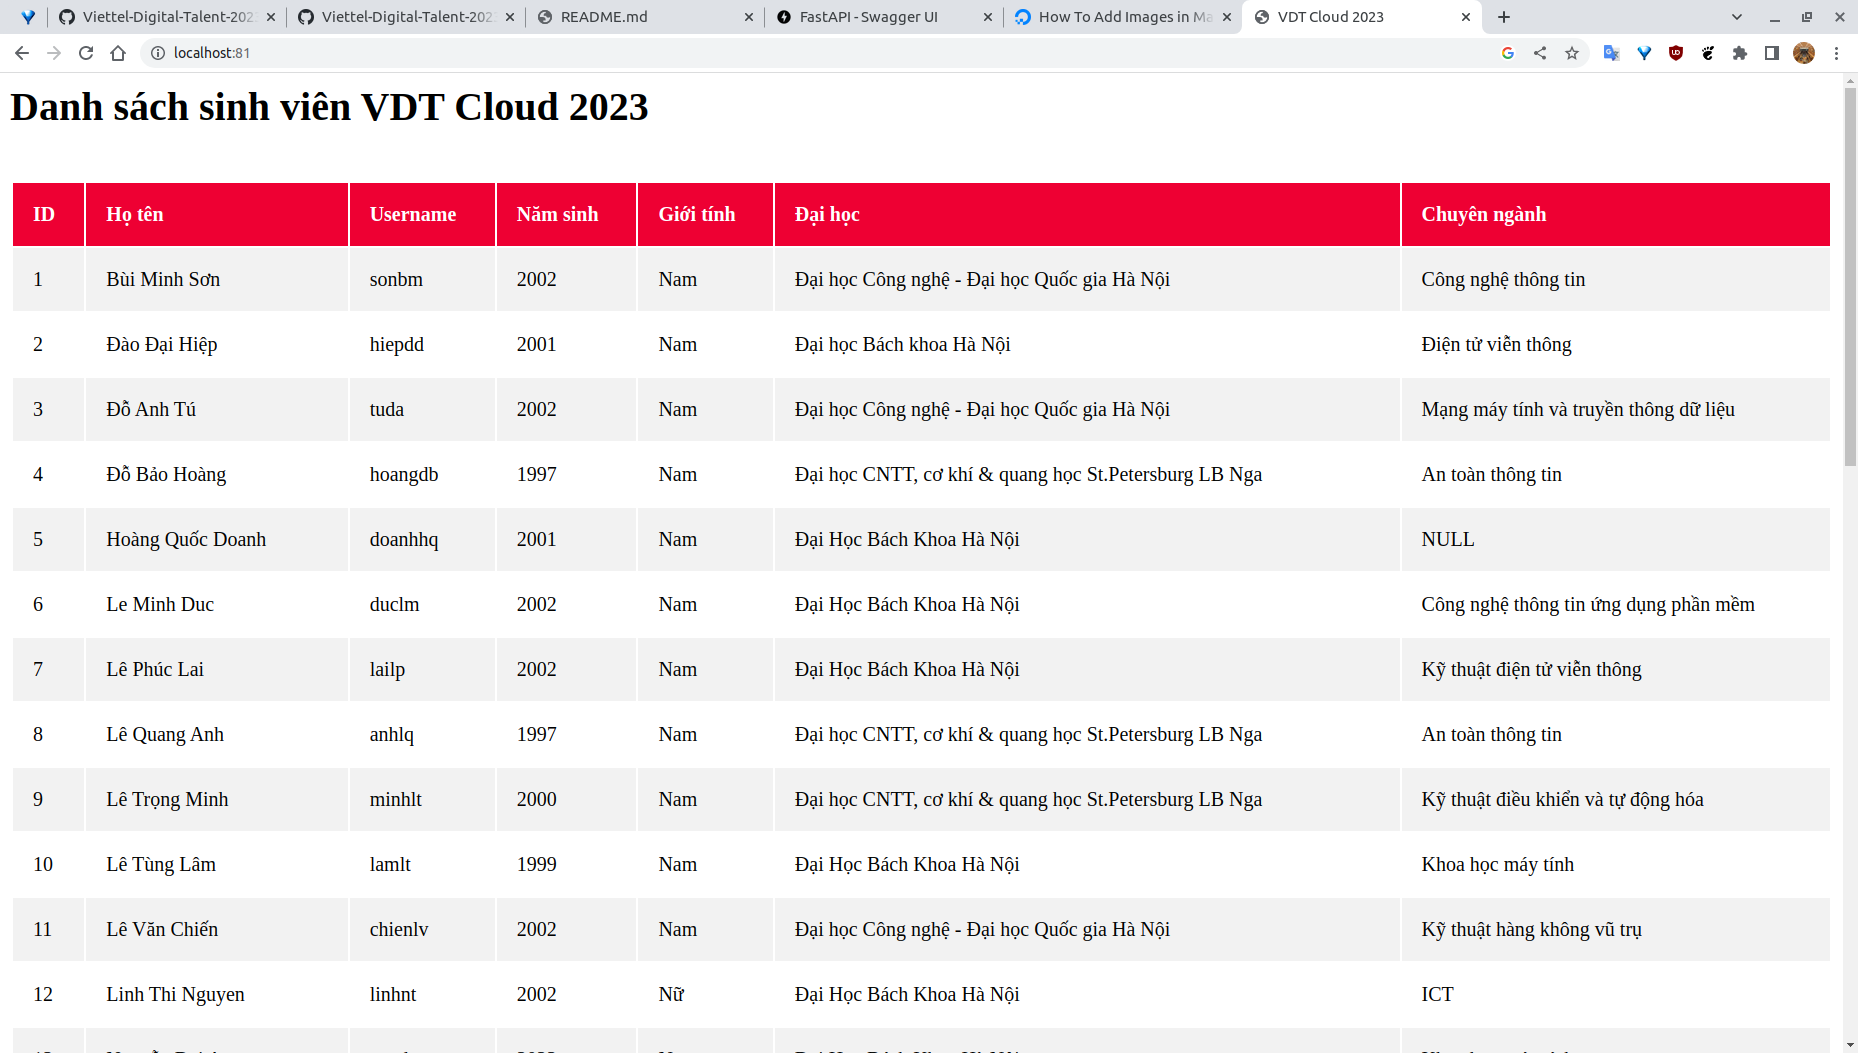 Viettel-Digital-Talent-202
Viettel-Digital-Talent-202
README.md
FastAPI - Swagger UI
How To Add Images in Ma
VDT Cloud 2023
localhost:81
Danh sách sinh viên VDT Cloud 2023
ID Họ tên Username Năm sinh Giới tính Đại học Chuyên ngành
1 Bùi Minh Sơn sonbm 2002 Nam Đại học Công nghệ - Đại học Quốc gia Hà Nội Công nghệ thông tin
2 Đào Đại Hiệp hiepdd 2001 Nam Đại học Bách khoa Hà Nội Điện tử viễn thông
3 Đỗ Anh Tú tuda 2002 Nam Đại học Công nghệ - Đại học Quốc gia Hà Nội Mạng máy tính và truyền thông dữ liệu
4 Đỗ Bảo Hoàng hoangdb 1997 Nam Đại học CNTT, cơ khí & quang học St.Petersburg LB Nga An toàn thông tin
5 Hoàng Quốc Doanh doanhhq 2001 Nam Đại Học Bách Khoa Hà Nội NULL
6 Le Minh Duc duclm 2002 Nam Đại Học Bách Khoa Hà Nội Công nghệ thông tin ứng dụng phần mềm
7 Lê Phúc Lai lailp 2002 Nam Đại Học Bách Khoa Hà Nội Kỹ thuật điện tử viễn thông
8 Lê Quang Anh anhlq 1997 Nam Đại học CNTT, cơ khí & quang học St.Petersburg LB Nga An toàn thông tin
9 Lê Trọng Minh minhlt 2000 Nam Đại học CNTT, cơ khí & quang học St.Petersburg LB Nga Kỹ thuật điều khiển và tự động hóa
10 Lê Tùng Lâm lamlt 1999 Nam Đại Học Bách Khoa Hà Nội Khoa học máy tính
11 Lê Văn Chiến chienlv 2002 Nam Đại học Công nghệ - Đại học Quốc gia Hà Nội Kỹ thuật hàng không vũ trụ
12 Linh Thi Nguyen linhnt 2002 Nữ Đại Học Bách Khoa Hà Nội ICT